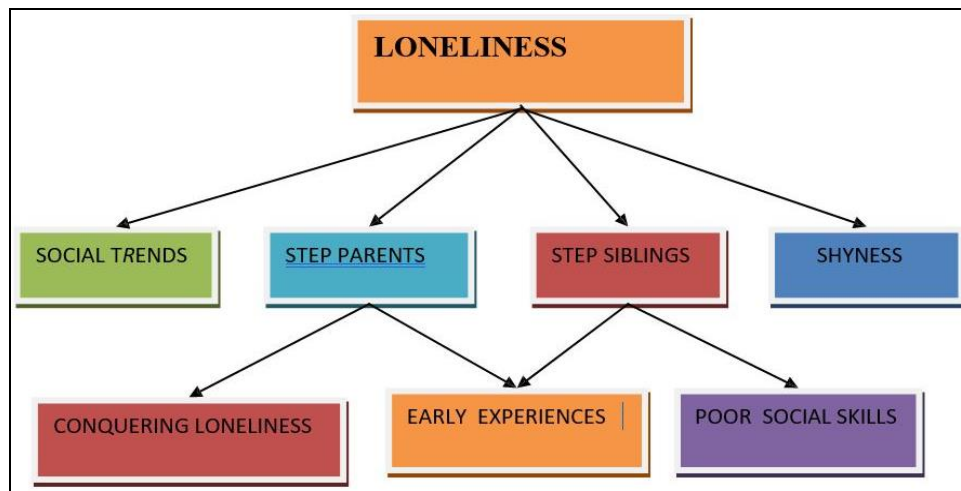 LONELINESS
SOCIAL TRENDS
STEP PARENTS
STEP SIBLINGS
SHYNESS
CONQUERING LONELINESS
EARLY EXPERIENCES
POOR SOCIAL SKILLS